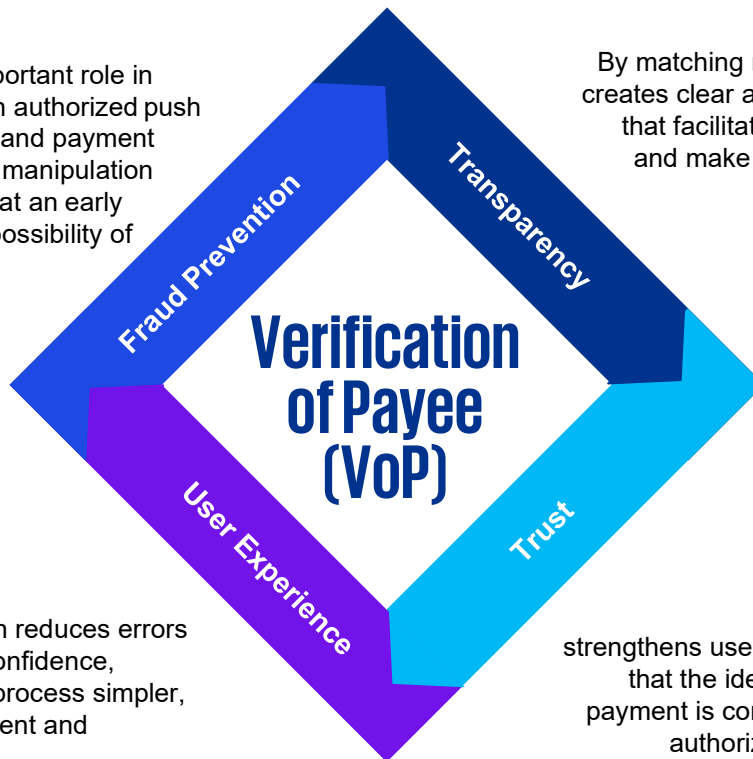 portant role in
authorized push
and payment
manipulation
at an early
possibility of
By matching
creates clear a
that facilitat
and make
Fraud Prevention
Transparency
Verification
of Payee
(VoP)
User Experience
Trust
reduces errors
onfidence,
process simpler,
ent and
strengthens use
that the ide
payment is co
authoriz